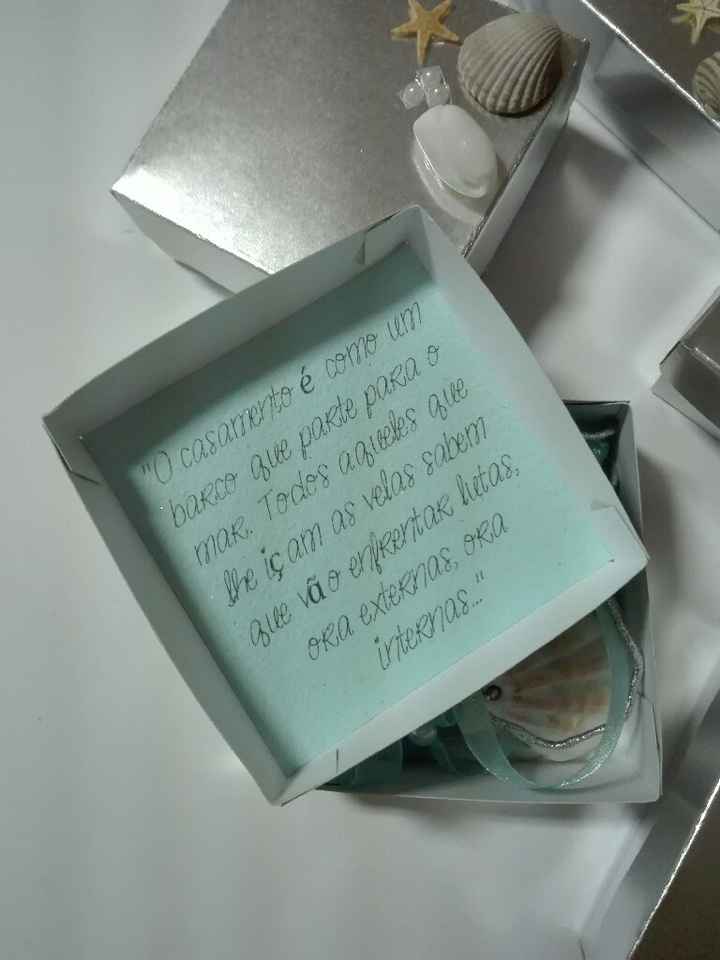 "O casamento é como um
barco que parte para o
mar. Todos aqueles que
lhe içam as velas sabem
que vão enfrentar lutas,
ora externas, ora
internas..."